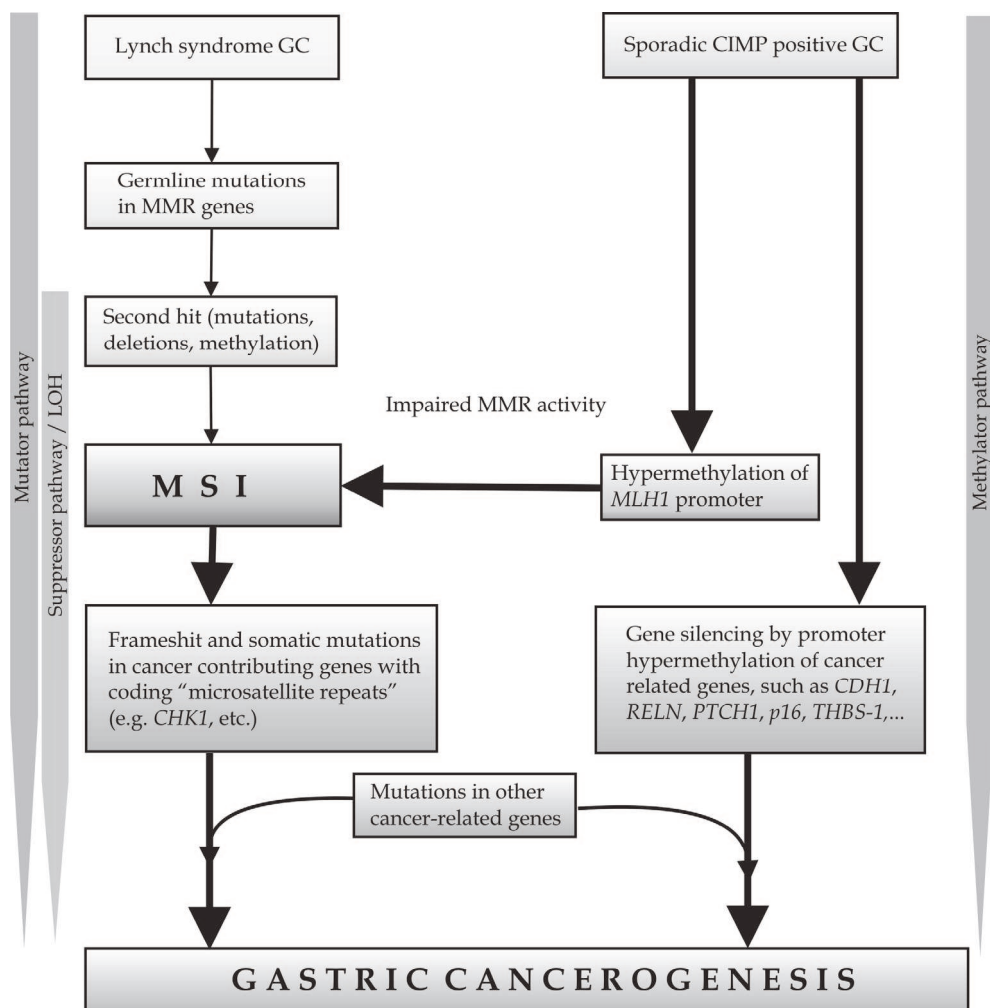 Lynch syndrome GC
Sporadic CIMP positive GC
Germline mutations
in MMR genes
Second hit (mutations,
deletions, methylation)
Impaired MMR activity
M S I
Hypermethylation of
MLH1 promoter
Frameshit and somatic mutations
in cancer contributing genes with
coding “microsatellite repeats”
(e.g. CHK1, etc.)
Gene silencing by promoter
hypermethylation of cancer
related genes, such as CDH1,
RELN, PTCH1, p16, THBS-1,...
Mutations in other
cancer-related genes
GASTRIC CANCEROGENESIS
Mutator pathway
Suppressor pathway / LOH
Methylator pathway